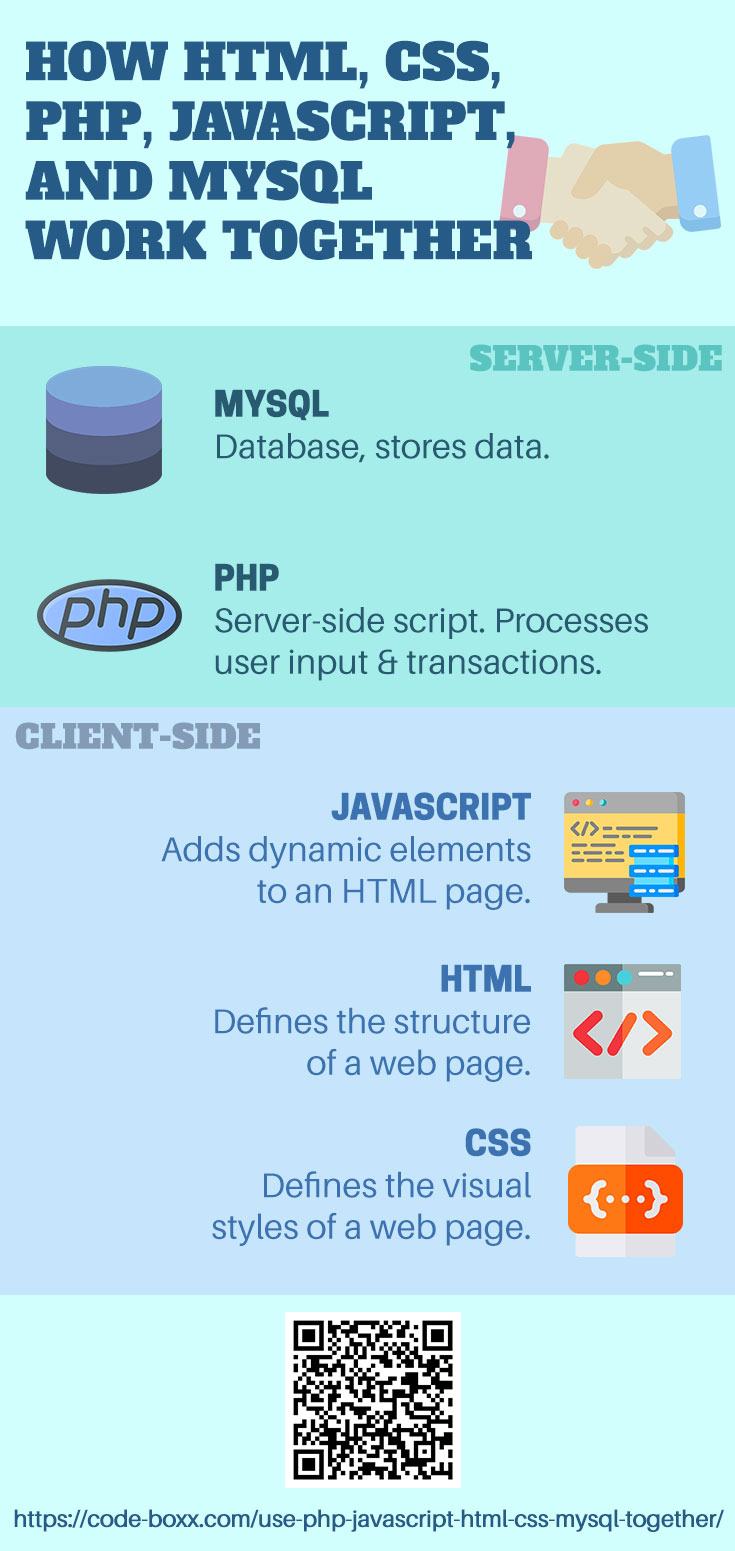 HOW HTML, CSS,
PHP, JAVASCRIPT,
AND MYSQL
WORK TOGETHER
SERVER-SIDE
MYSQL
Database, stores data.
php
PHP
Server-side script. Processes
user input & transactions.
CLIENT-SIDE
JAVASCRIPT
Adds dynamic elements
to an HTML page.
</>
HTML
Defines the structure
of a web page.
</>
CSS
Defines the visual
styles of a web page.
{···}
https://code-boxx.com/use-php-javascript-html-css-mysql-together/